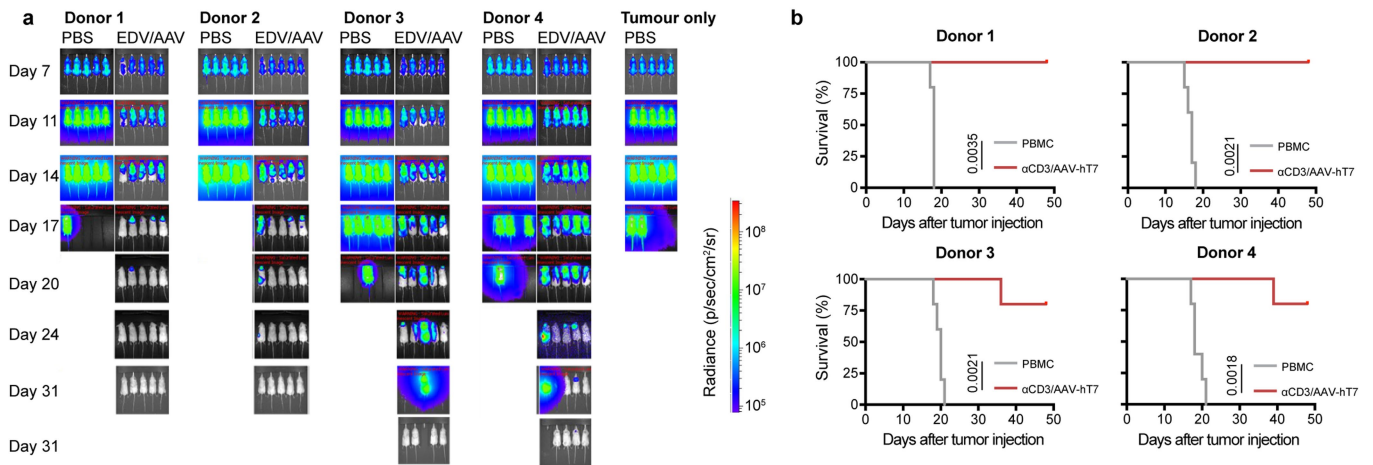 a
Donor 1 Donor 2 Donor 3 Donor 4 Tumour only
PBS EDV/AAV PBS EDV/AAV PBS EDV/AAV PBS EDV/AAV PBS
Day 7
Day 11
Day 14
Day 17
Day 20
Day 24
Day 31
Day 31
Radiance (p/sec/cm²/sr)
10⁸
10⁷
10⁶
10⁵
b
Donor 1
Survival (%)
100
75
50
25
0
0 10 20 30 40 50
Days after tumor injection
0.0035
PBMC
αCD3/AAV-hT7
Donor 2
100
75
50
25
0
0 10 20 30 40 50
Days after tumor injection
0.0021
PBMC
αCD3/AAV-hT7
Donor 3
Survival (%)
100
75
50
25
0
0 10 20 30 40 50
Days after tumor injection
0.0021
PBMC
αCD3/AAV-hT7
Donor 4
100
75
50
25
0
0 10 20 30 40 50
Days after tumor injection
0.0018
PBMC
αCD3/AAV-hT7